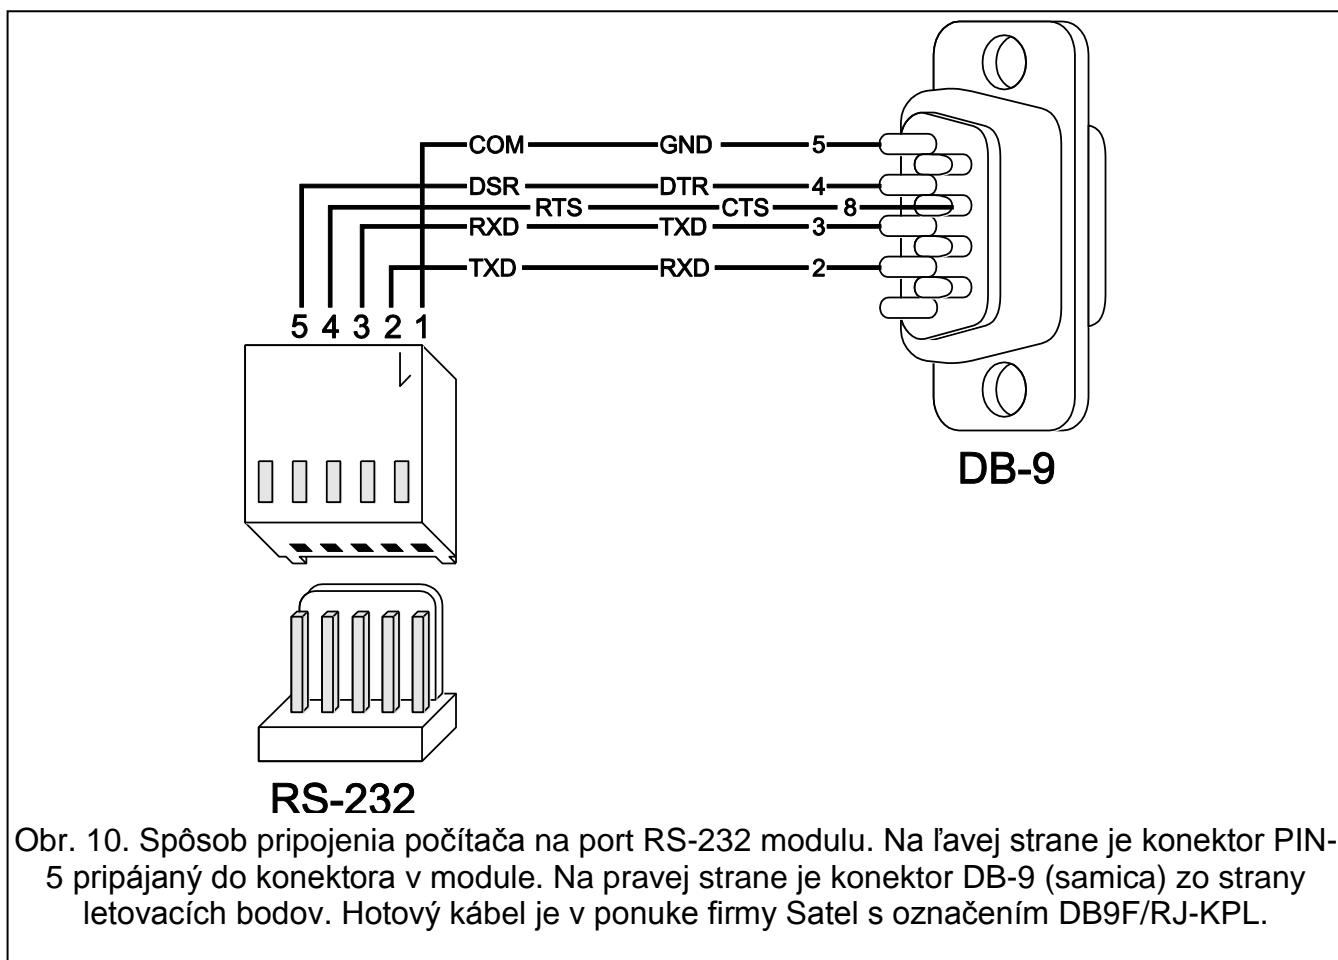 COM GND 5
DSR DTR 4
RTS CTS 8
RXD TXD 3
TXD RXD 2
5 4 3 2 1
DB-9
RS-232
Obr. 10. Spôsob pripojenia počítača na port RS-232 modulu. Na ľavej strane je konektor PIN-
5 pripájaný do konektora v module. Na pravej strane je konektor DB-9 (samica) zo strany
letovacích bodov. Hotový kábel je v ponuke firmy Satel s označením DB9F/RJ-KPL.